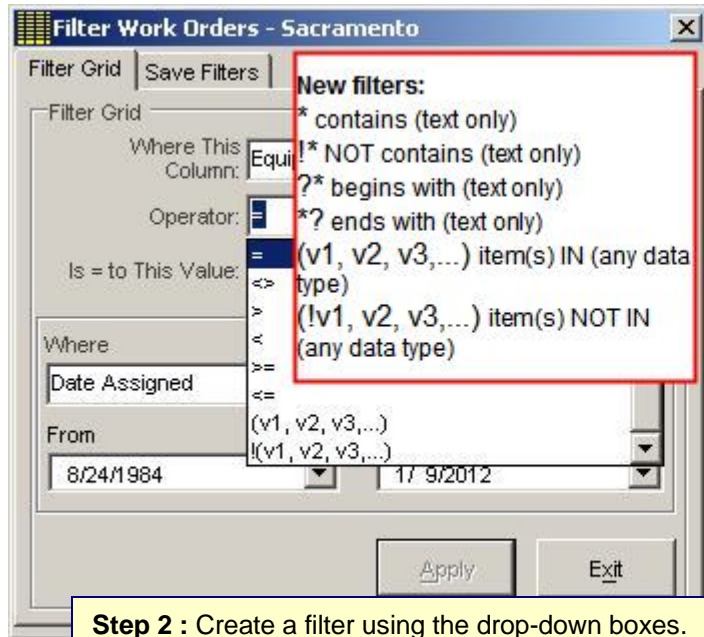 Filter Work Orders - Sacramento
Filter Grid
Save Filters
New filters:
* contains (text only)
!* NOT contains (text only)
?* begins with (text only)
*? ends with (text only)
(v1, v2, v3,...) item(s) IN (any data
type)
(!v1, v2, v3,...) item(s) NOT IN
(any data type)
Filter Grid
Where This
Column:
Equi
Operator:
=
Is = to This Value:
=
<>
>
<
>=
<=
(v1, v2, v3,...)
!(v1, v2, v3,...)
Where
Date Assigned
From
8/24/1984
1/ 9/2012
Apply
Exit
Step 2 : Create a filter using the drop-down boxes.